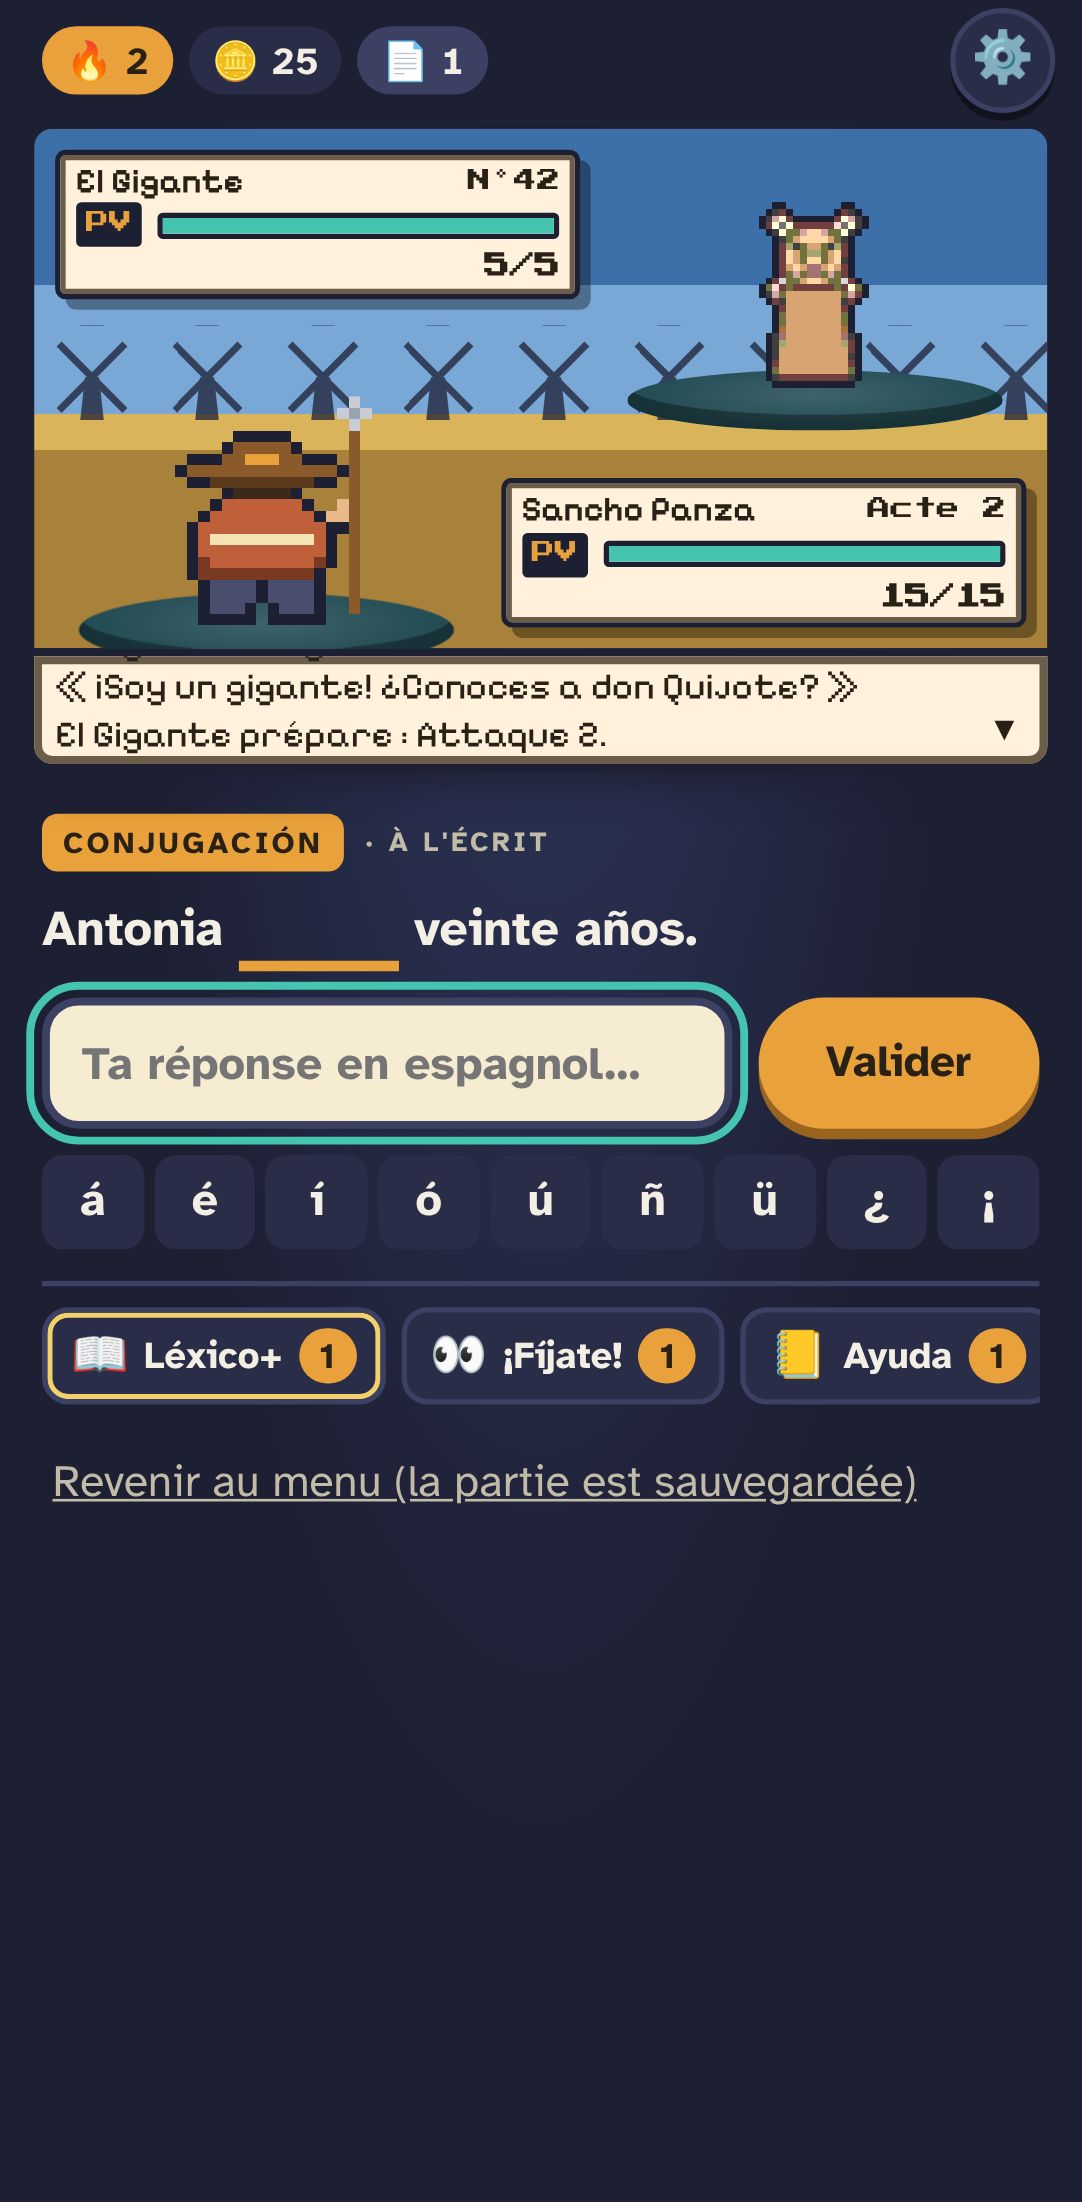 🔥 2 🪙 25 📄 1 ⚙️
El Gigante N°42
PV
5/5
Sancho Panza Acte 2
PV
15/15
« ¡Soy un gigante! ¿Conoces a don Quijote? »
El Gigante prépare : Attaque 2. ▼
CONJUGACIÓN · À L'ÉCRIT
Antonia ______ veinte años.
Ta réponse en espagnol... Valider
á é í ó ú ñ ü ¿ ¡
📖 Léxico+ 1 👀 ¡Fíjate! 1 📒 Ayuda 1
Revenir au menu (la partie est sauvegardée)